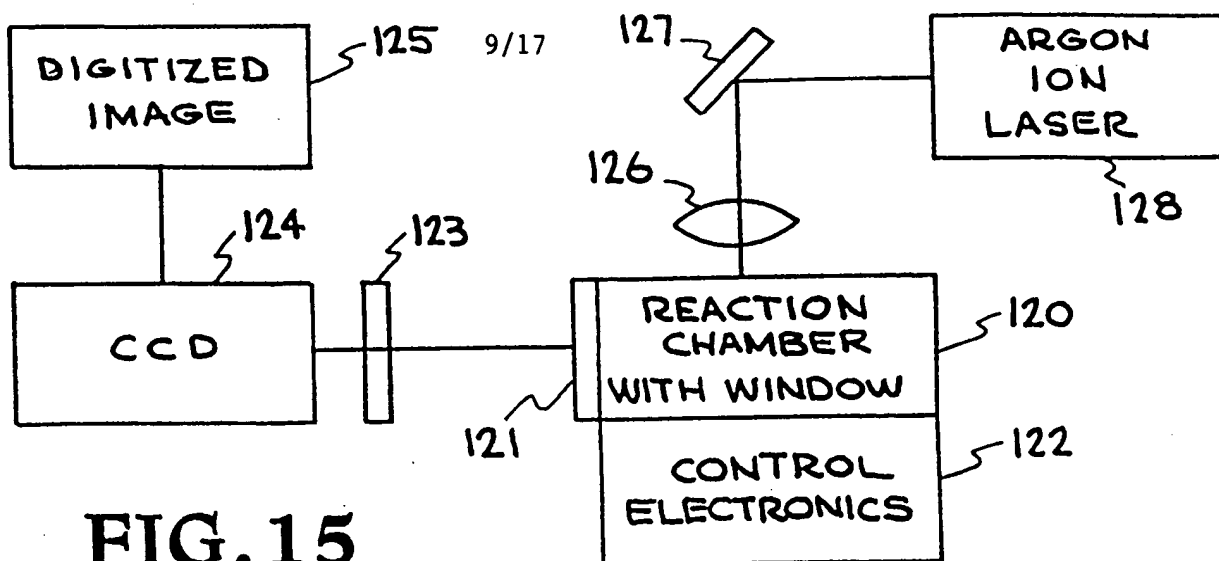 DIGITIZED
IMAGE
125
9/17
127
ARGON
ION
LASER
128
126
124
123
CCD
REACTION
CHAMBER
WITH WINDOW
120
121
CONTROL
ELECTRONICS
122
FIG. 15